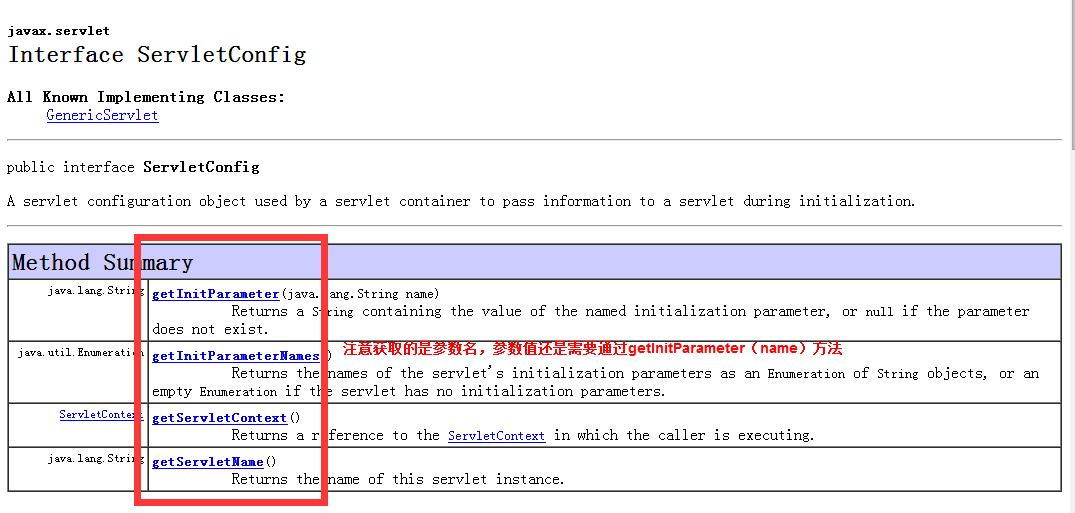 javax.servlet
Interface ServletConfig
All Known Implementing Classes:
GenericServlet
public interface ServletConfig
A servlet configuration object used by a servlet container to pass information to a servlet during initialization.
Method Summary
java.lang.String getInitParameter(java.lang.String name)
Returns a String containing the value of the named initialization parameter, or null if the parameter
does not exist.
java.util.Enumeration getInitParameterNames() 注意获取的是参数名，参数值还是需要通过getInitParameter（name）方法
Returns the names of the servlet's initialization parameters as an Enumeration of String objects, or an
empty Enumeration if the servlet has no initialization parameters.
ServletContext getServletContext()
Returns a reference to the ServletContext in which the caller is executing.
java.lang.String getServletName()
Returns the name of this servlet instance.